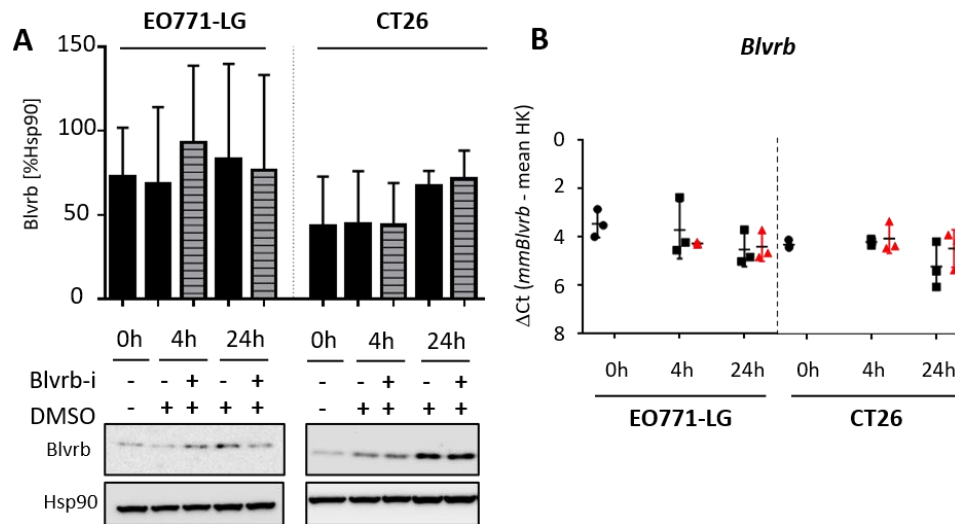 A
EO771-LG
CT26
Blvrb [%Hsp90]
150
100
50
0
0h 4h 24h 0h 4h 24h
Blvrb-i - - + - + - - + - +
DMSO - + + + + - + + + +
Blvrb
Hsp90
B
Blvrb
ΔCt (mmBlvrb - mean HK)
0
2
4
6
8
0h 4h 24h 0h 4h 24h
EO771-LG CT26